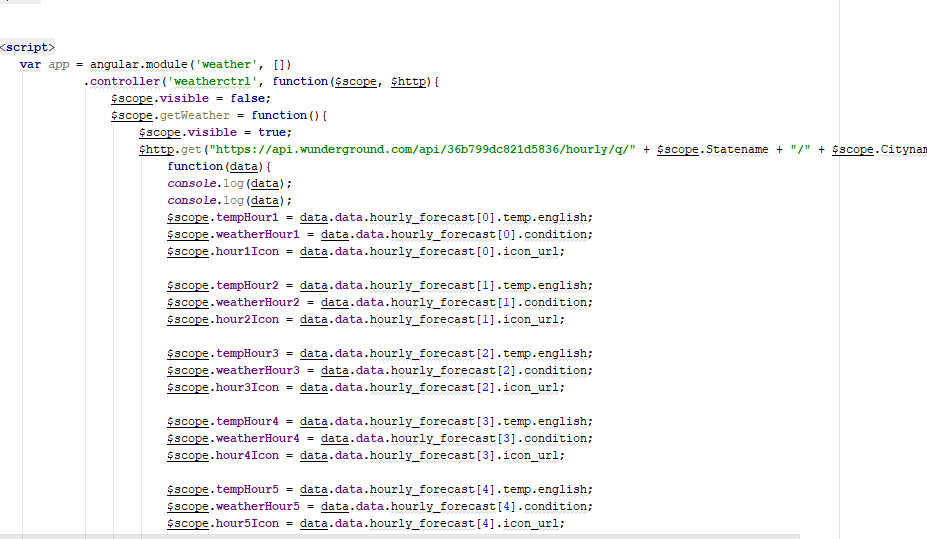 <script>
var app = angular.module('weather', [])
.controller('weatherctrl', function($scope, $http){
$scope.visible = false;
$scope.getWeather = function(){
$scope.visible = true;
$http.get("https://api.wunderground.com/api/36b799dc821d5836/hourly/q/" + $scope.Statename + "/" + $scope.Citynam
function(data){
console.log(data);
console.log(data);
$scope.tempHour1 = data.data.hourly_forecast[0].temp.english;
$scope.weatherHour1 = data.data.hourly_forecast[0].condition;
$scope.hour1Icon = data.data.hourly_forecast[0].icon_url;
$scope.tempHour2 = data.data.hourly_forecast[1].temp.english;
$scope.weatherHour2 = data.data.hourly_forecast[1].condition;
$scope.hour2Icon = data.data.hourly_forecast[1].icon_url;
$scope.tempHour3 = data.data.hourly_forecast[2].temp.english;
$scope.weatherHour3 = data.data.hourly_forecast[2].condition;
$scope.hour3Icon = data.data.hourly_forecast[2].icon_url;
$scope.tempHour4 = data.data.hourly_forecast[3].temp.english;
$scope.weatherHour4 = data.data.hourly_forecast[3].condition;
$scope.hour4Icon = data.data.hourly_forecast[3].icon_url;
$scope.tempHour5 = data.data.hourly_forecast[4].temp.english;
$scope.weatherHour5 = data.data.hourly_forecast[4].condition;
$scope.hour5Icon = data.data.hourly_forecast[4].icon_url;